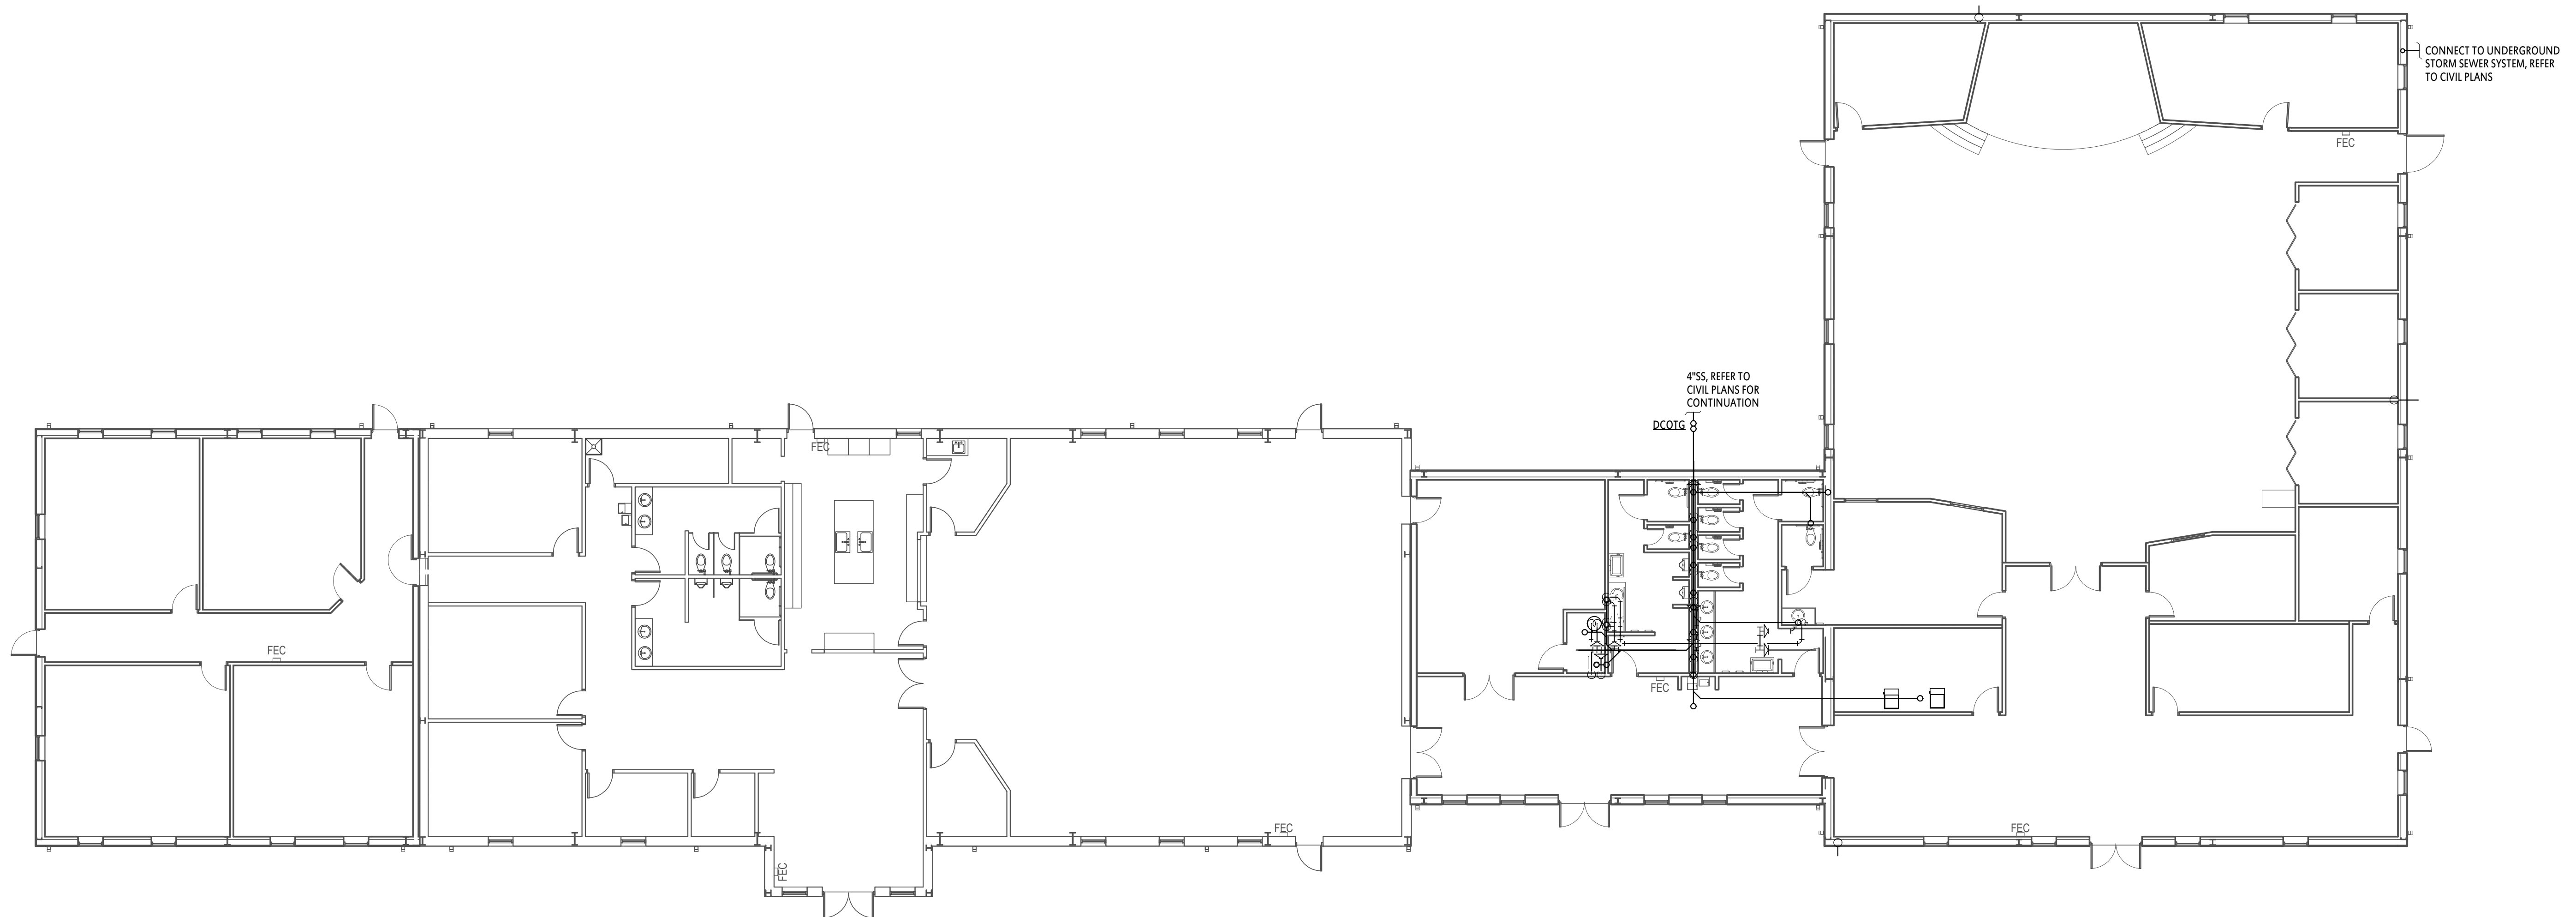 CONNECT TO UNDERGROUND
STORM SEWER SYSTEM, REFER
TO CIVIL PLANS
FEC
4"SS, REFER TO
CIVIL PLANS FOR
CONTINUATION
DCOTG
FEC
FEC
FEC
FEC
FEC
FEC